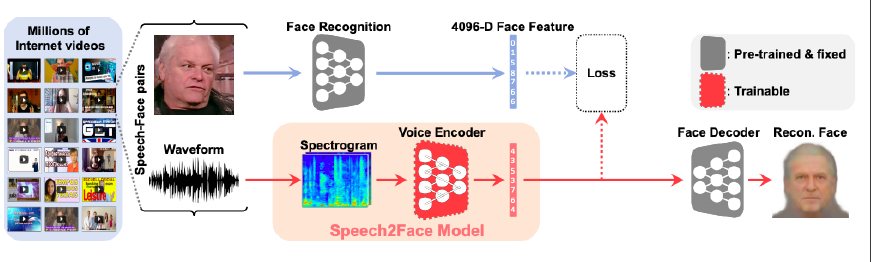 Millions of
Internet videos
Speech-Face pairs
Face Recognition
4096-D Face Feature
0
1
5
8
7
6
6
Loss
: Pre-trained & fixed
: Trainable
Waveform
Spectrogram
Voice Encoder
4
3
5
3
7
6
4
Speech2Face Model
Face Decoder
Recon. Face